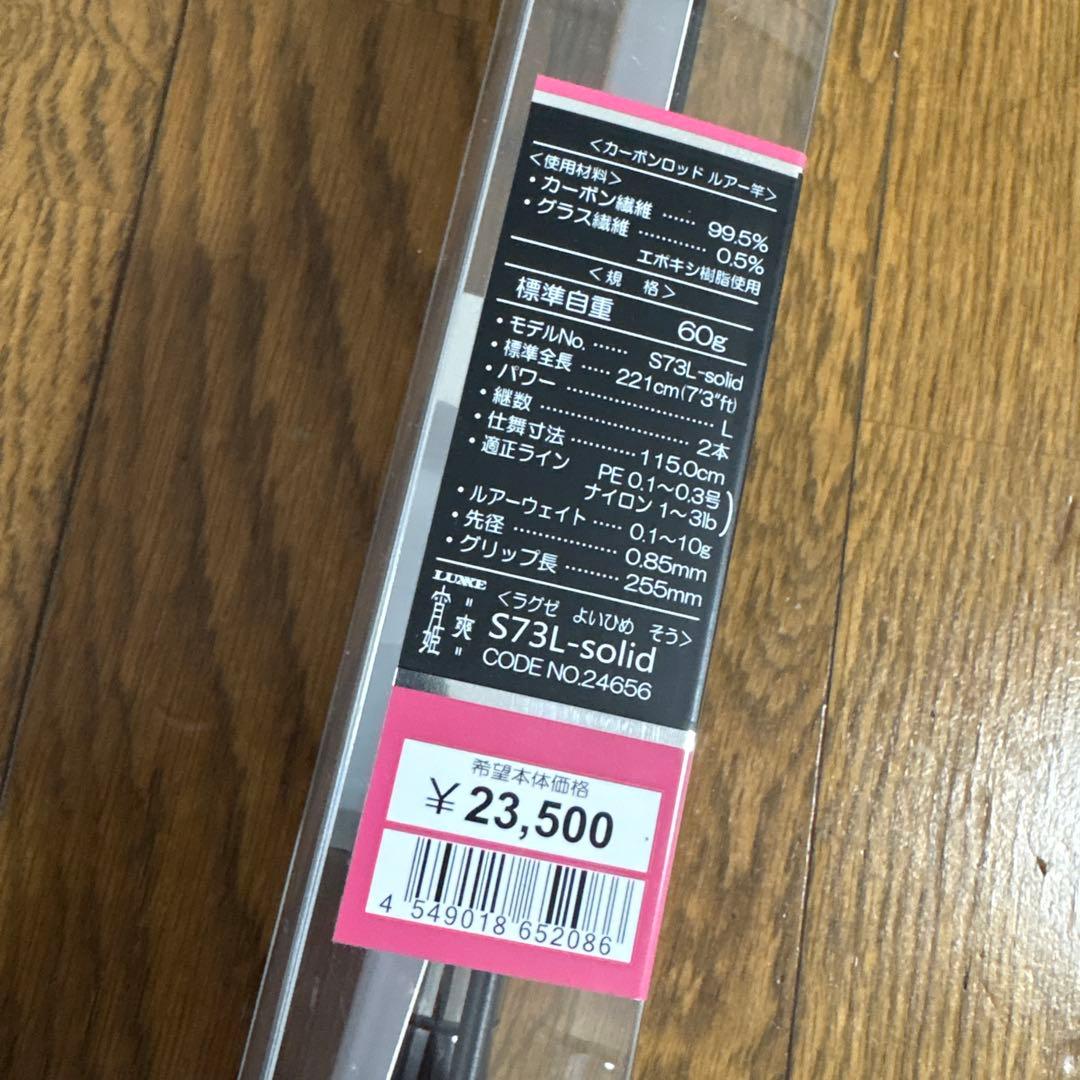 ＜カーボンロッド ルアー竿＞
＜使用材料＞
・カーボン繊維 …… 99.5%
・グラス繊維 ………… 0.5%
エポキシ樹脂使用
＜規　格＞
標準自重 60g
・モデルNo. …… S73L-solid
・標準全長 …… 221cm(7'3"ft)
・パワー …………………… L
・継数 …………………… 2本
・仕舞寸法 ………… 115.0cm
・適正ライン PE 0.1～0.3号
ナイロン 1～3lb)
・ルアーウェイト …… 0.1～10g
・先径 ……………… 0.85mm
・グリップ長 ……… 255mm
LUXXE
宵姫
"爽"
＜ラグゼ よいひめ そう＞
S73L-solid
CODE NO.24656
希望本体価格
￥23,500
4 549018 652086